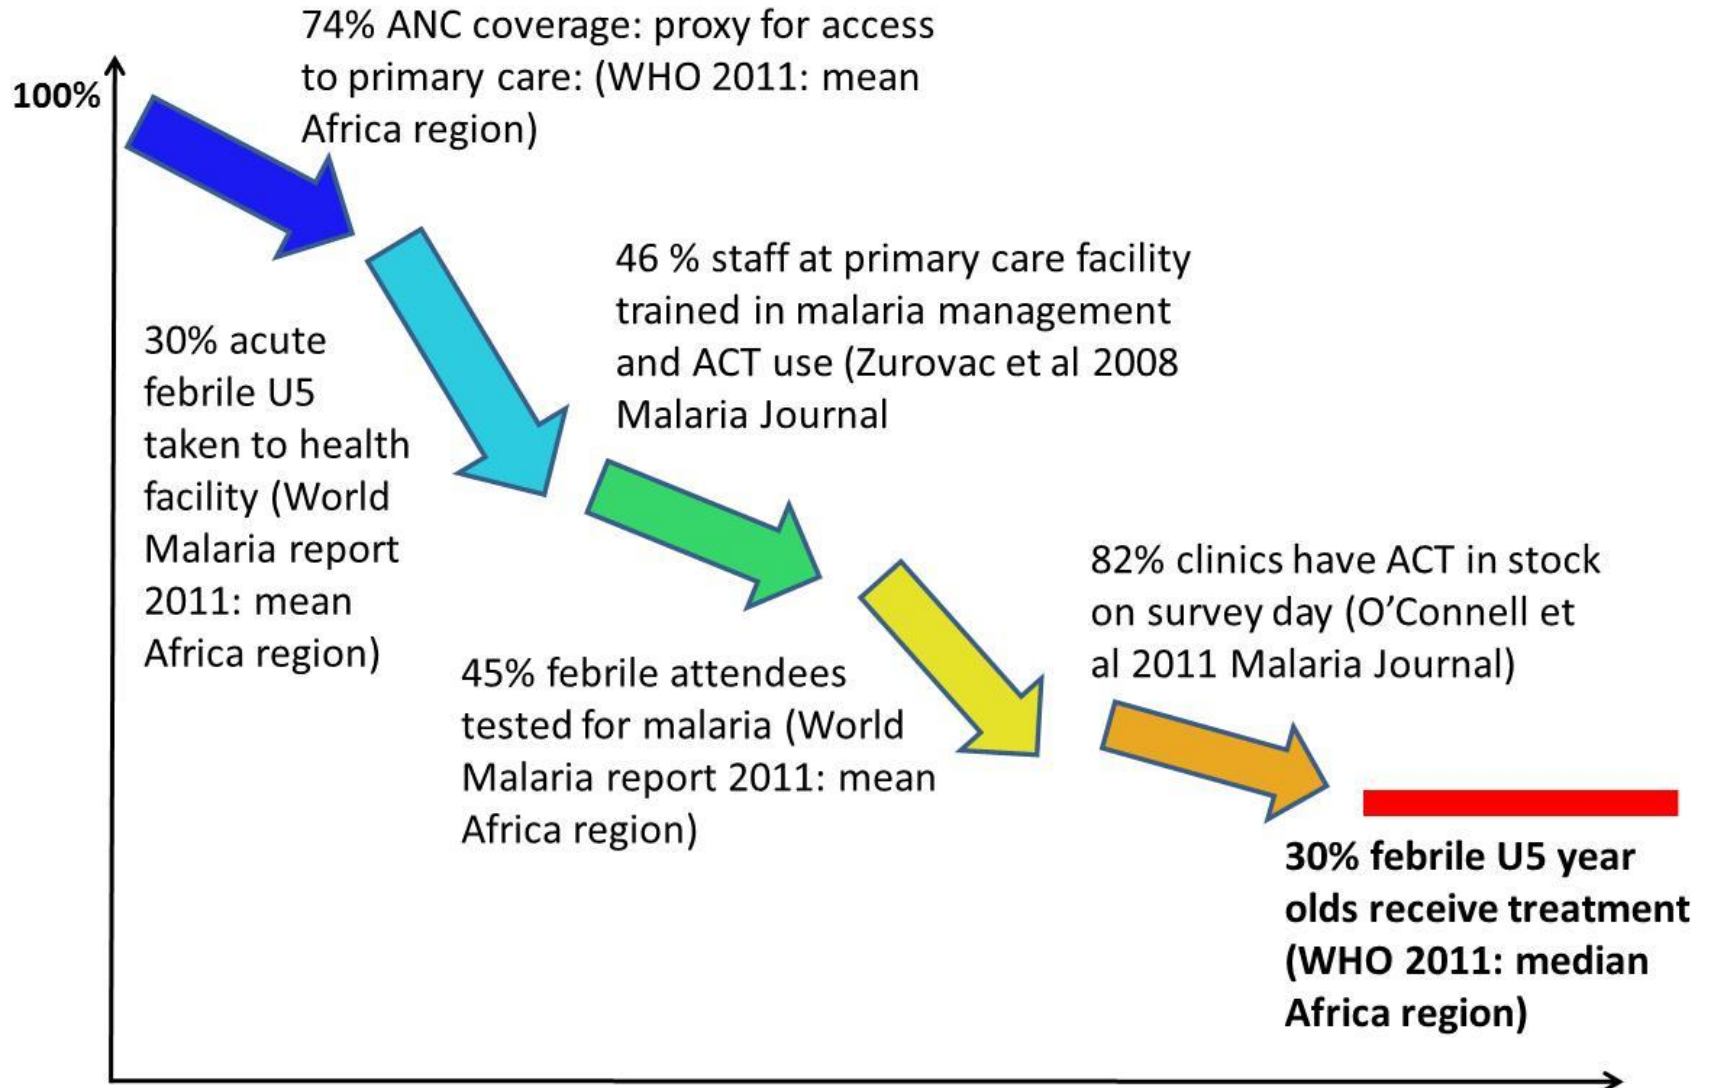 74% ANC coverage: proxy for access
to primary care: (WHO 2011: mean
Africa region)
100%
46 % staff at primary care facility
trained in malaria management
and ACT use (Zurovac et al 2008
Malaria Journal
30% acute
febrile U5
taken to health
facility (World
Malaria report
2011: mean
Africa region)
82% clinics have ACT in stock
on survey day (O’Connell et
al 2011 Malaria Journal)
45% febrile attendees
tested for malaria (World
Malaria report 2011: mean
Africa region)
30% febrile U5 year
olds receive treatment
(WHO 2011: median
Africa region)